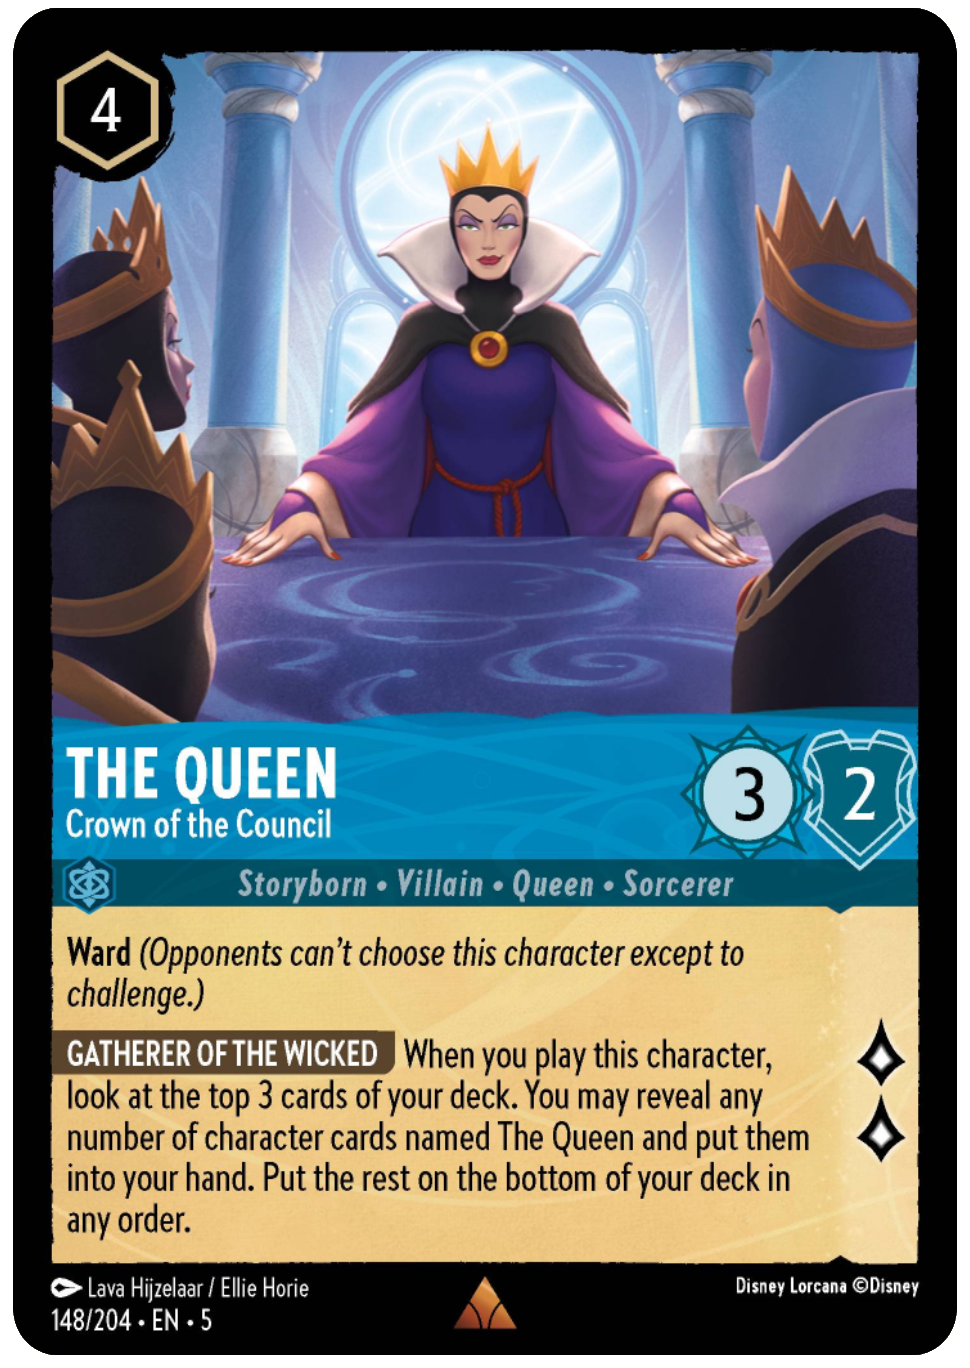 4
THE QUEEN
Crown of the Council
3
2
Storyborn • Villain • Queen • Sorcerer
Ward (Opponents can't choose this character except to
challenge.)
GATHERER OF THE WICKED When you play this character,
look at the top 3 cards of your deck. You may reveal any
number of character cards named The Queen and put them
into your hand. Put the rest on the bottom of your deck in
any order.
Lava Hijzelaar / Ellie Horie
Disney Lorcana ©Disney
148/204 • EN • 5